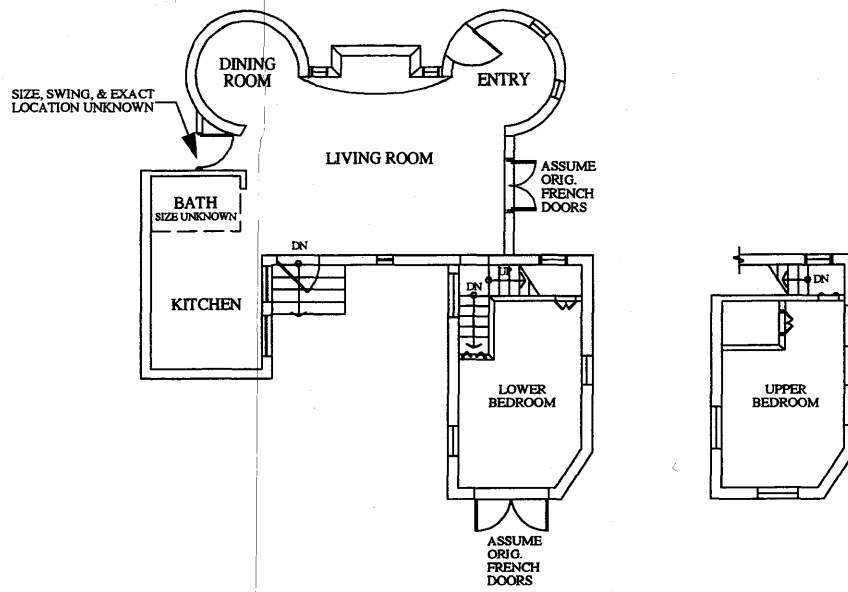 DINING
ROOM
ENTRY
SIZE, SWING, & EXACT
LOCATION UNKNOWN
LIVING ROOM
ASSUME
ORIG.
FRENCH
DOORS
BATH
SIZE UNKNOWN
DN
UP
DN
DN
KITCHEN
LOWER
BEDROOM
UPPER
BEDROOM
ASSUME
ORIG.
FRENCH
DOORS